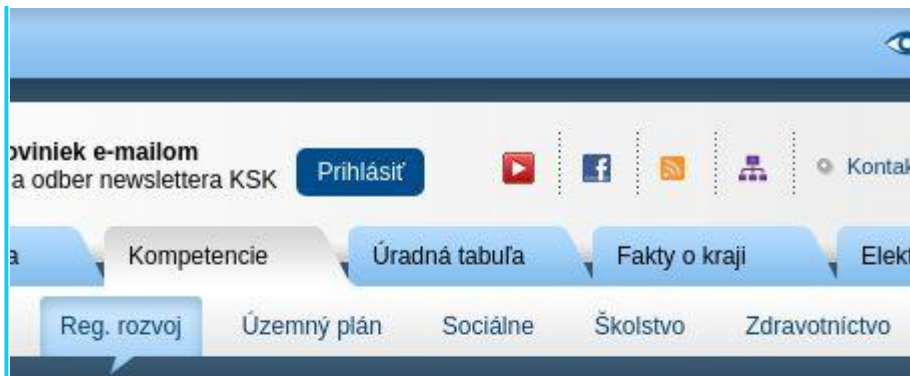 oviniek e-mailom
a odber newslettera KSK
Prihlásiť
Kontak
a Kompetencie Úradná tabuľa Fakty o kraji Elekt
Reg. rozvoj Územný plán Sociálne Školstvo Zdravotníctvo